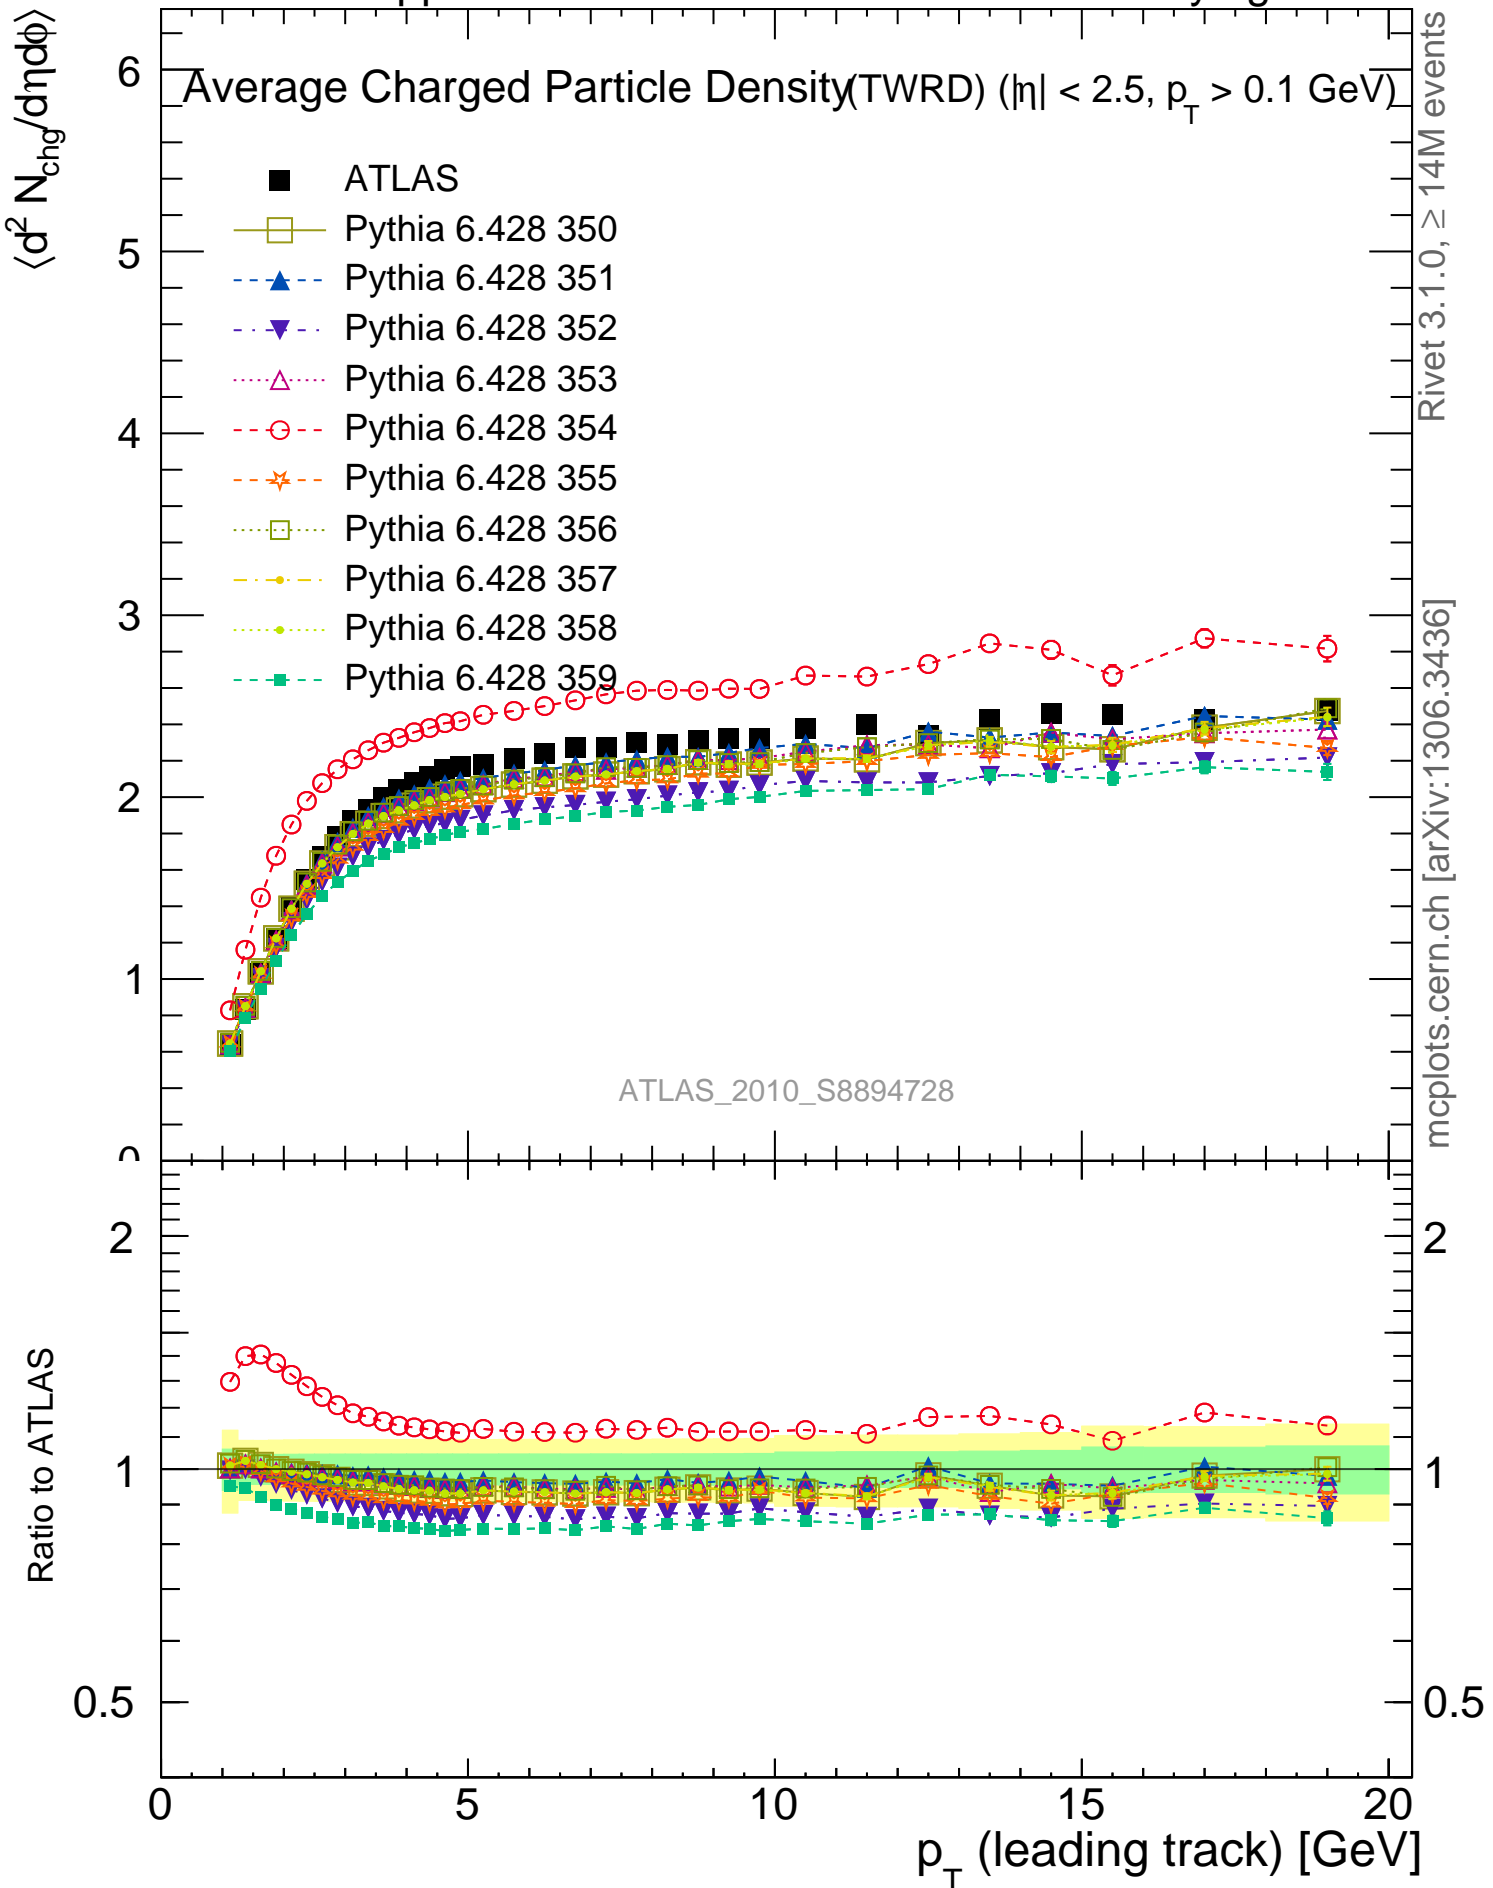 ⟨d² N_chg/dηdϕ⟩
Average Charged Particle Density (TWRD) (|η| < 2.5, p_T > 0.1 GeV)
6
5
4
3
2
1
0
ATLAS
Pythia 6.428 350
Pythia 6.428 351
Pythia 6.428 352
Pythia 6.428 353
Pythia 6.428 354
Pythia 6.428 355
Pythia 6.428 356
Pythia 6.428 357
Pythia 6.428 358
Pythia 6.428 359
ATLAS_2010_S8894728
Rivet 3.1.0, ≥ 14M events
mcplots.cern.ch [arXiv:1306.3436]
Ratio to ATLAS
2
1
0.5
2
1
0.5
0 5 10 15 20
p_T (leading track) [GeV]